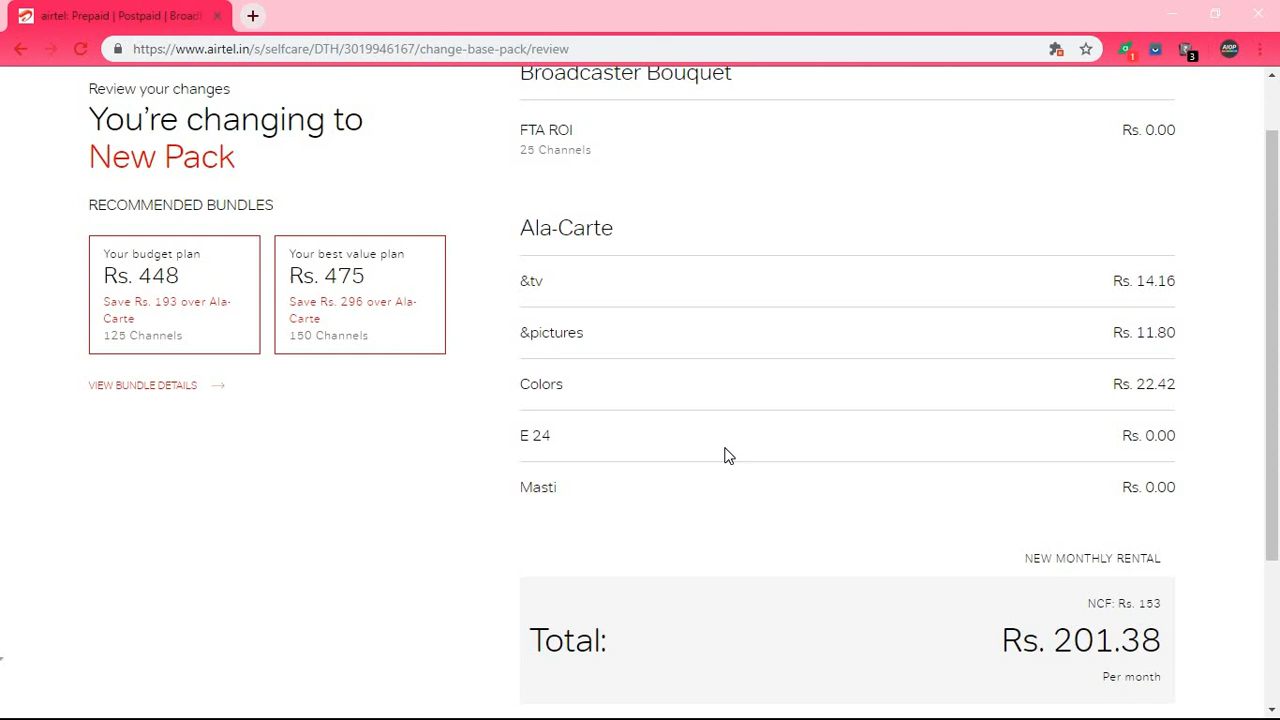 airtel: Prepaid | Postpaid | Broad
https://www.airtel.in/s/selfcare/DTH/3019946167/change-base-pack/review
1
3
AIOP
Review your changes
You're changing to
New Pack
RECOMMENDED BUNDLES
Your budget plan
Rs. 448
Save Rs. 193 over Ala-
Carte
125 Channels
Your best value plan
Rs. 475
Save Rs. 296 over Ala-
Carte
150 Channels
VIEW BUNDLE DETAILS
Broadcaster Bouquet
FTA ROI Rs. 0.00
25 Channels
Ala-Carte
&tv Rs. 14.16
&pictures Rs. 11.80
Colors Rs. 22.42
E 24 Rs. 0.00
Masti Rs. 0.00
NEW MONTHLY RENTAL
NCF: Rs. 153
Total: Rs. 201.38
Per month